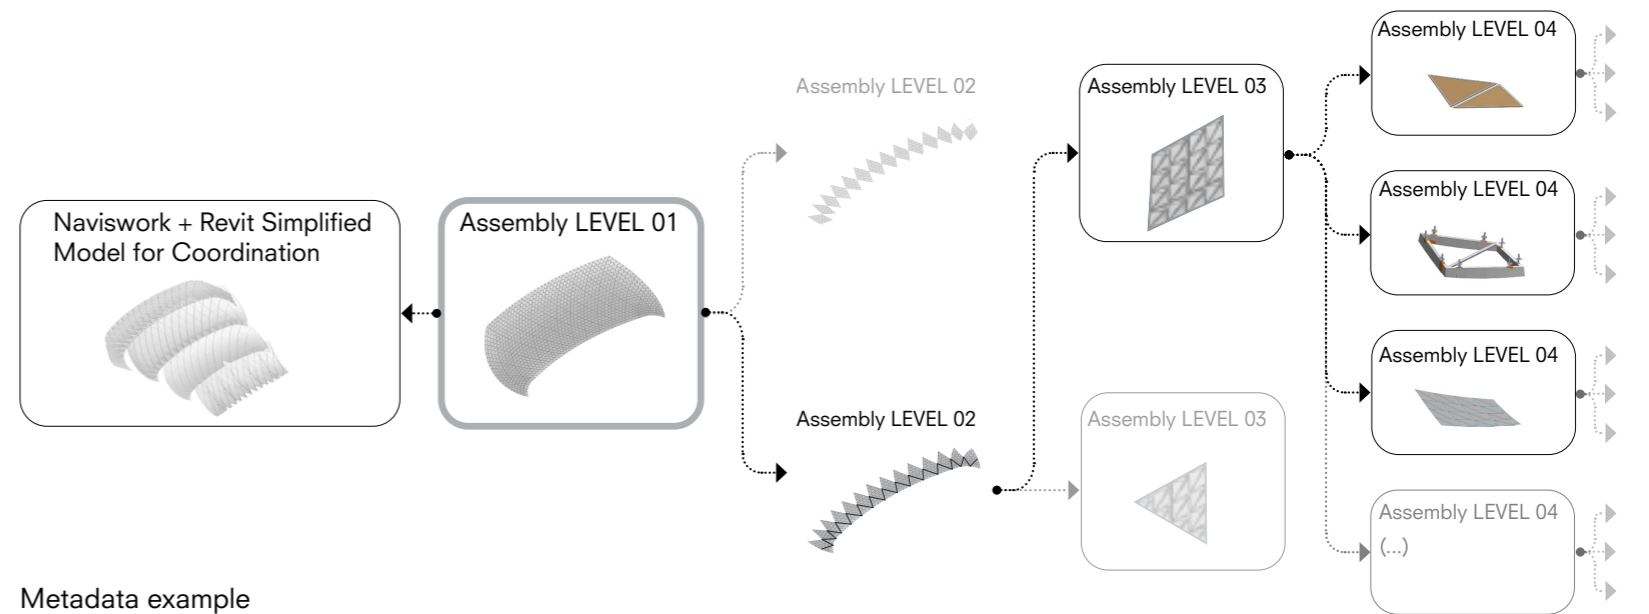 Naviswork + Revit Simplified
Model for Coordination
Assembly LEVEL 01
Assembly LEVEL 02
Assembly LEVEL 02
Assembly LEVEL 03
Assembly LEVEL 03
Assembly LEVEL 04
Assembly LEVEL 04
Assembly LEVEL 04
Assembly LEVEL 04
(...)
Metadata example